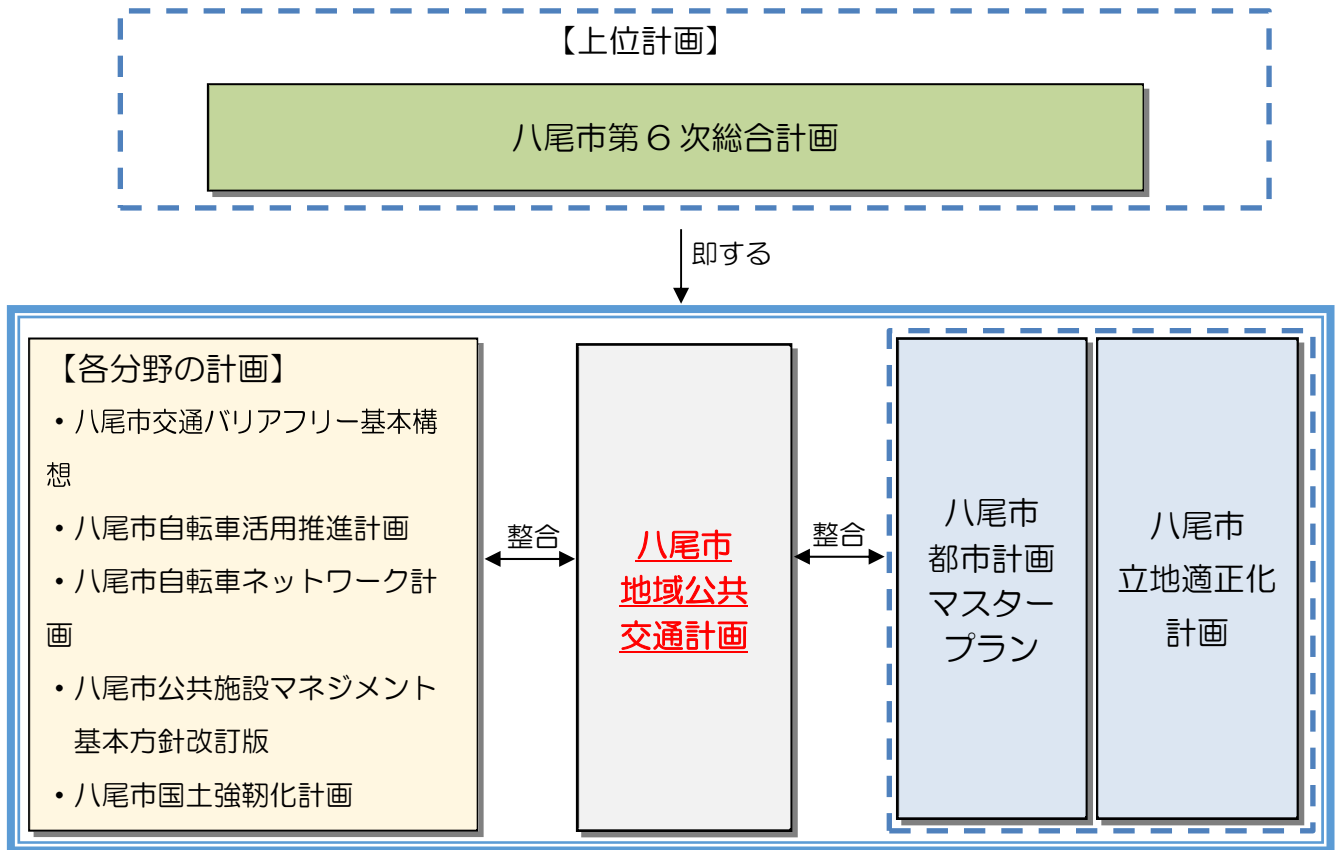 【上位計画】
八尾市第６次総合計画
即する
【各分野の計画】
・八尾市交通バリアフリー基本構
想
・八尾市自転車活用推進計画
・八尾市自転車ネットワーク計
画
・八尾市公共施設マネジメント
基本方針改訂版
・八尾市国土強靭化計画
整合
八尾市
地域公共
交通計画
整合
八尾市
都市計画
マスター
プラン
八尾市
立地適正化
計画